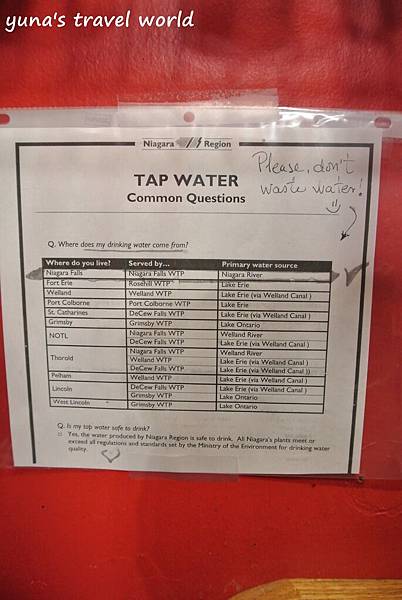 yuna's travel world
Niagara Region
Please, don't
waste water!
TAP WATER
Common Questions
Q. Where does my drinking water come from?
Where do you live? Served by... Primary water source
Niagara Falls Niagara Falls WTP Niagara River
Fort Erie Rosehill WTP Lake Erie
Welland Welland WTP Lake Erie (via Welland Canal )
Port Colborne Port Colborne WTP Lake Erie (via Welland Canal )
St. Catharines DeCew Falls WTP Lake Erie (via Welland Canal )
Grimsby Grimsby WTP Lake Ontario
NOTL Niagara Falls WTP Welland River
DeCew Falls WTP Lake Erie (via Welland Canal )
Thorold Niagara Falls WTP Welland River
Welland WTP Lake Erie (via Welland Canal )
DeCew Falls WTP Lake Erie (via Welland Canal ))
Pelham Welland WTP Lake Erie (via Welland Canal )
Lincoln DeCew Falls WTP Lake Erie (via Welland Canal )
Grimsby WTP Lake Ontario
West Lincoln Grimsby WTP Lake Ontario
Q. Is my tap water safe to drink?
Yes, the water produced by Niagara Region is safe to drink. All Niagara's plants meet or
exceed all regulations and standards set by the Ministry of the Environment for drinking water
quality.